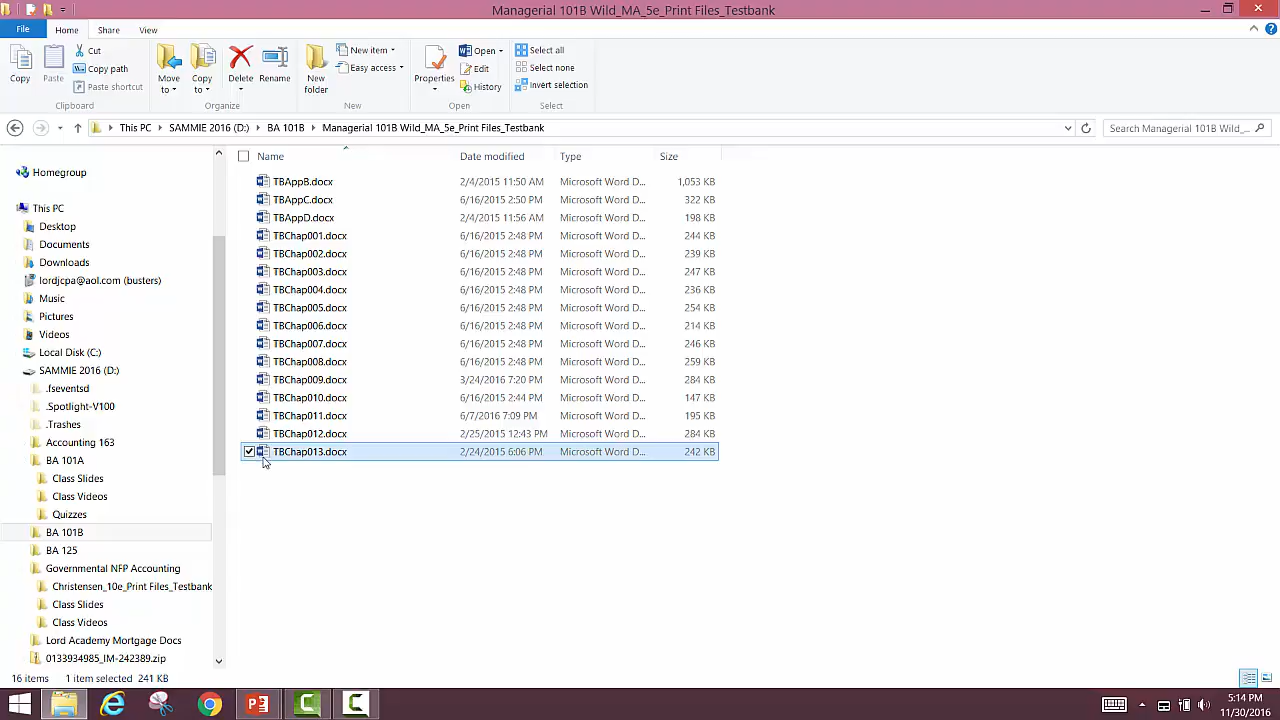 Managerial 101B Wild_MA_5e_Print Files_Testbank
File Home Share View
Copy
Paste
Cut
Copy path
Paste shortcut
Clipboard
Move to
Copy to
Delete
Rename
Organize
New folder
New item
Easy access
New
Properties
Open
Edit
History
Open
Select all
Select none
Invert selection
Select
This PC SAMMIE 2016 (D:) BA 101B Managerial 101B Wild_MA_5e_Print Files_Testbank
Search Managerial 101B Wild_...
Homegroup
This PC
Desktop
Documents
Downloads
lordjcpa@aol.com (busters)
Music
Pictures
Videos
Local Disk (C:)
SAMMIE 2016 (D:)
.fseventsd
.Spotlight-V100
.Trashes
Accounting 163
BA 101A
Class Slides
Class Videos
Quizzes
BA 101B
BA 125
Governmental NFP Accounting
Christensen_10e_Print Files_Testbank
Class Slides
Class Videos
Lord Academy Mortgage Docs
0133934985_IM-242389.zip
Name Date modified Type Size
TBAppB.docx 2/4/2015 11:50 AM Microsoft Word D... 1,053 KB
TBAppC.docx 6/16/2015 2:50 PM Microsoft Word D... 322 KB
TBAppD.docx 2/4/2015 11:56 AM Microsoft Word D... 198 KB
TBChap001.docx 6/16/2015 2:48 PM Microsoft Word D... 244 KB
TBChap002.docx 6/16/2015 2:48 PM Microsoft Word D... 239 KB
TBChap003.docx 6/16/2015 2:48 PM Microsoft Word D... 247 KB
TBChap004.docx 6/16/2015 2:48 PM Microsoft Word D... 236 KB
TBChap005.docx 6/16/2015 2:48 PM Microsoft Word D... 254 KB
TBChap006.docx 6/16/2015 2:48 PM Microsoft Word D... 214 KB
TBChap007.docx 6/16/2015 2:48 PM Microsoft Word D... 246 KB
TBChap008.docx 6/16/2015 2:48 PM Microsoft Word D... 259 KB
TBChap009.docx 3/24/2016 7:20 PM Microsoft Word D... 284 KB
TBChap010.docx 6/16/2015 2:44 PM Microsoft Word D... 147 KB
TBChap011.docx 6/7/2016 7:09 PM Microsoft Word D... 195 KB
TBChap012.docx 2/25/2015 12:43 PM Microsoft Word D... 284 KB
TBChap013.docx 2/24/2015 6:06 PM Microsoft Word D... 242 KB
16 items 1 item selected 241 KB
5:14 PM
11/30/2016